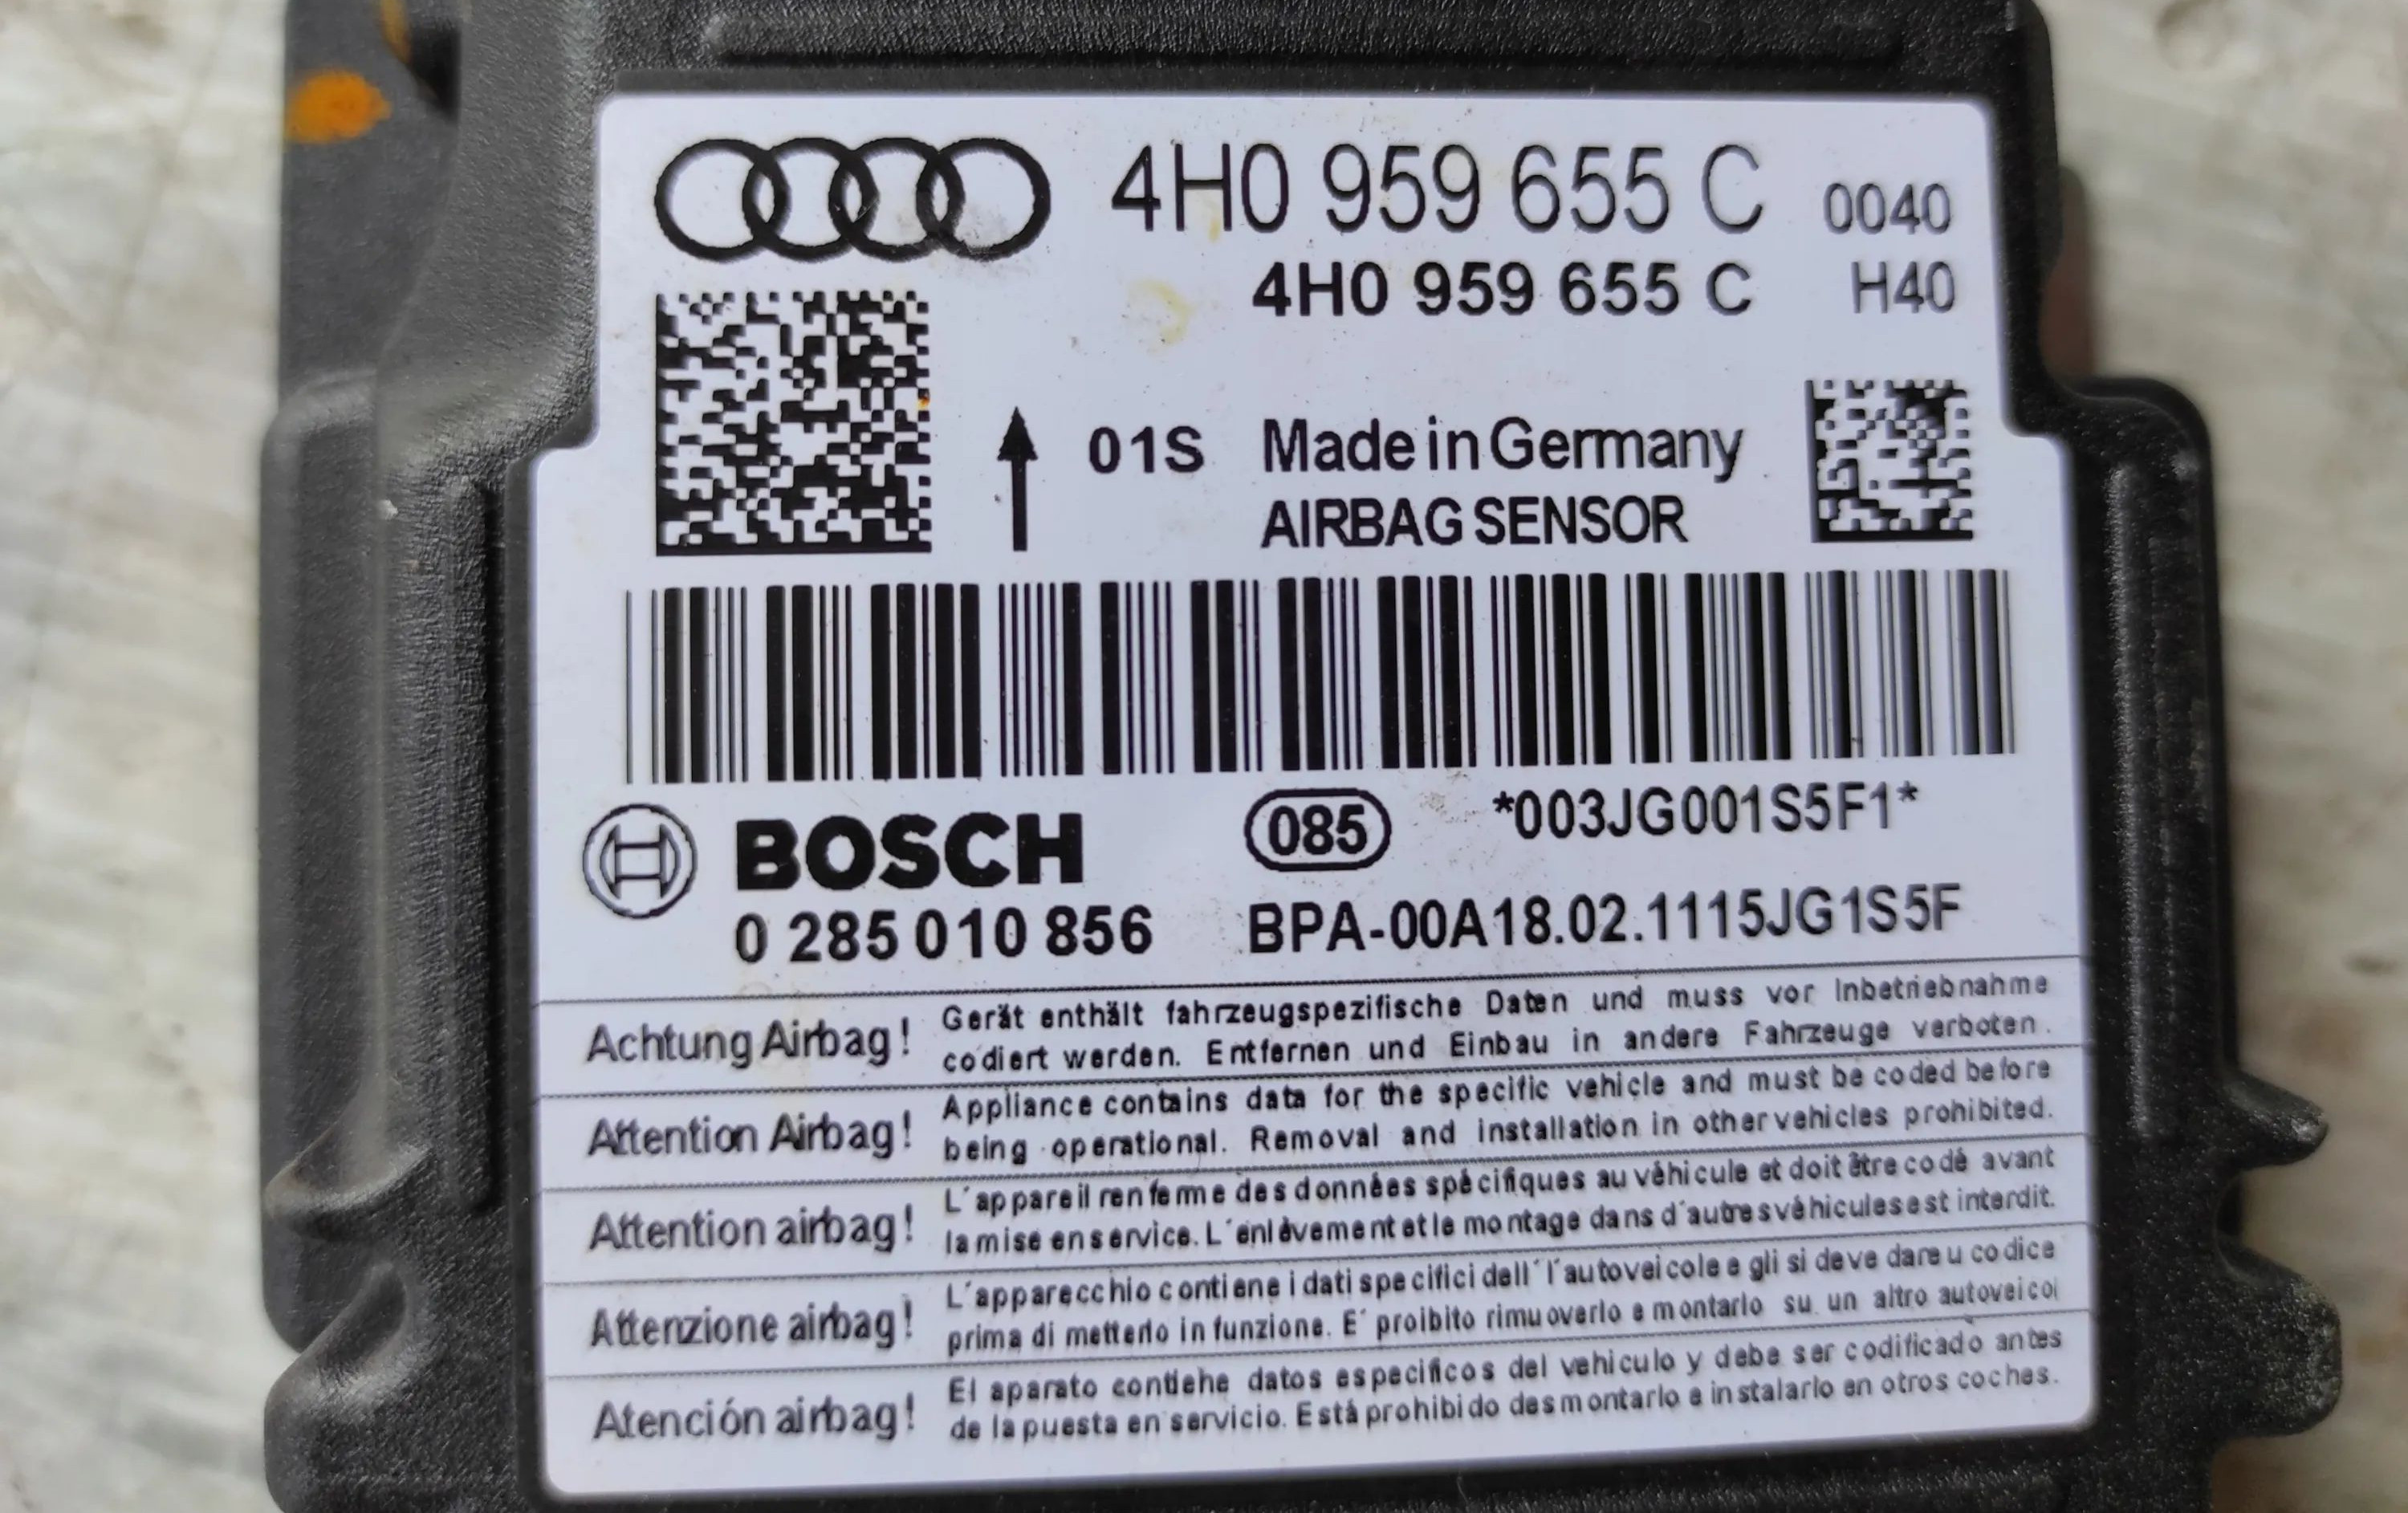 4H0 959 655 C 0040
4H0 959 655 C H40
01S Made in Germany
AIRBAG SENSOR
BOSCH 085 *003JG001S5F1*
0 285 010 856 BPA-00A18.02.1115JG1S5F
Achtung Airbag! Gerät enthält fahrzeugspezifische Daten und muss vor Inbetriebnahme
codiert werden. Entfernen und Einbau in andere Fahrzeuge verboten.
Attention Airbag! Appliance contains data for the specific vehicle and must be coded before
being operational. Removal and installation in other vehicles prohibited.
Attention airbag! L´appareil renferme des données spécifiques au véhicule et doit être codé avant
la mise en service. L´enlèvement et le montage dans d´autres véhicules est interdit.
Attenzione airbag! L´apparecchio contiene i dati specifici dell´l´autoveicole e gli si deve dare u codice
prima di metterlo in funzione. E´ proibito rimuoverlo e montarlo su un altro autoveicol
Atención airbag! El aparato contiehe datos especificos del vehiculo y debe ser codificado antes
de la puesta en servicio. Está prohibido desmontarlo e instalarlo en otros coches.